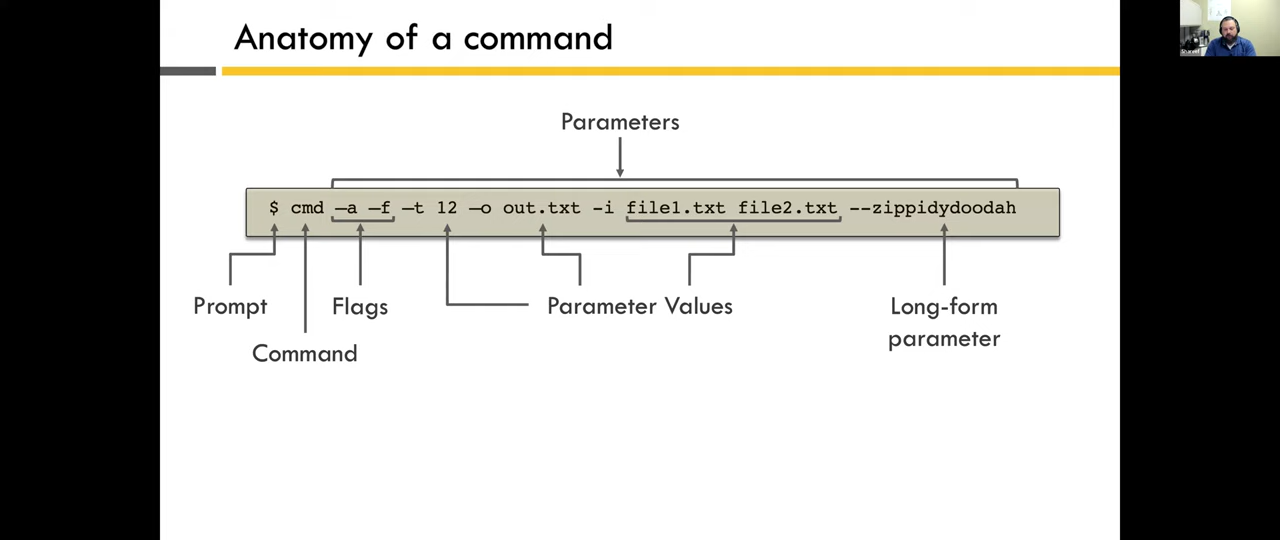 Anatomy of a command
Parameters
$ cmd –a –f –t 12 –o out.txt -i file1.txt file2.txt --zippidydoodah
Prompt
Flags
Parameter Values
Long-form
parameter
Command